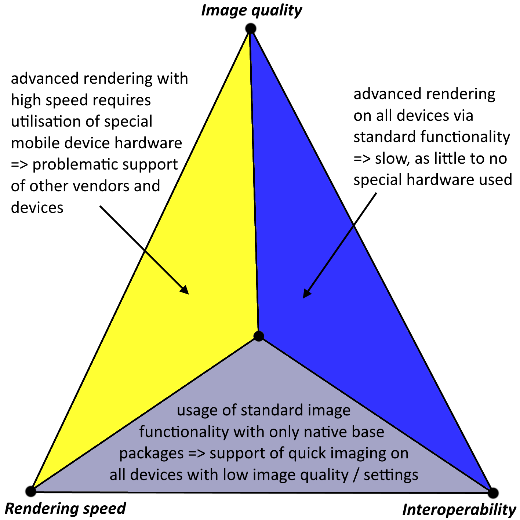 Image quality
advanced rendering with
high speed requires
utilisation of special
mobile device hardware
=> problematic support
of other vendors and
devices
advanced rendering
on all devices via
standard functionality
=> slow, as little to no
special hardware used
usage of standard image
functionality with only native base
packages => support of quick imaging on
all devices with low image quality / settings
Rendering speed
Interoperability